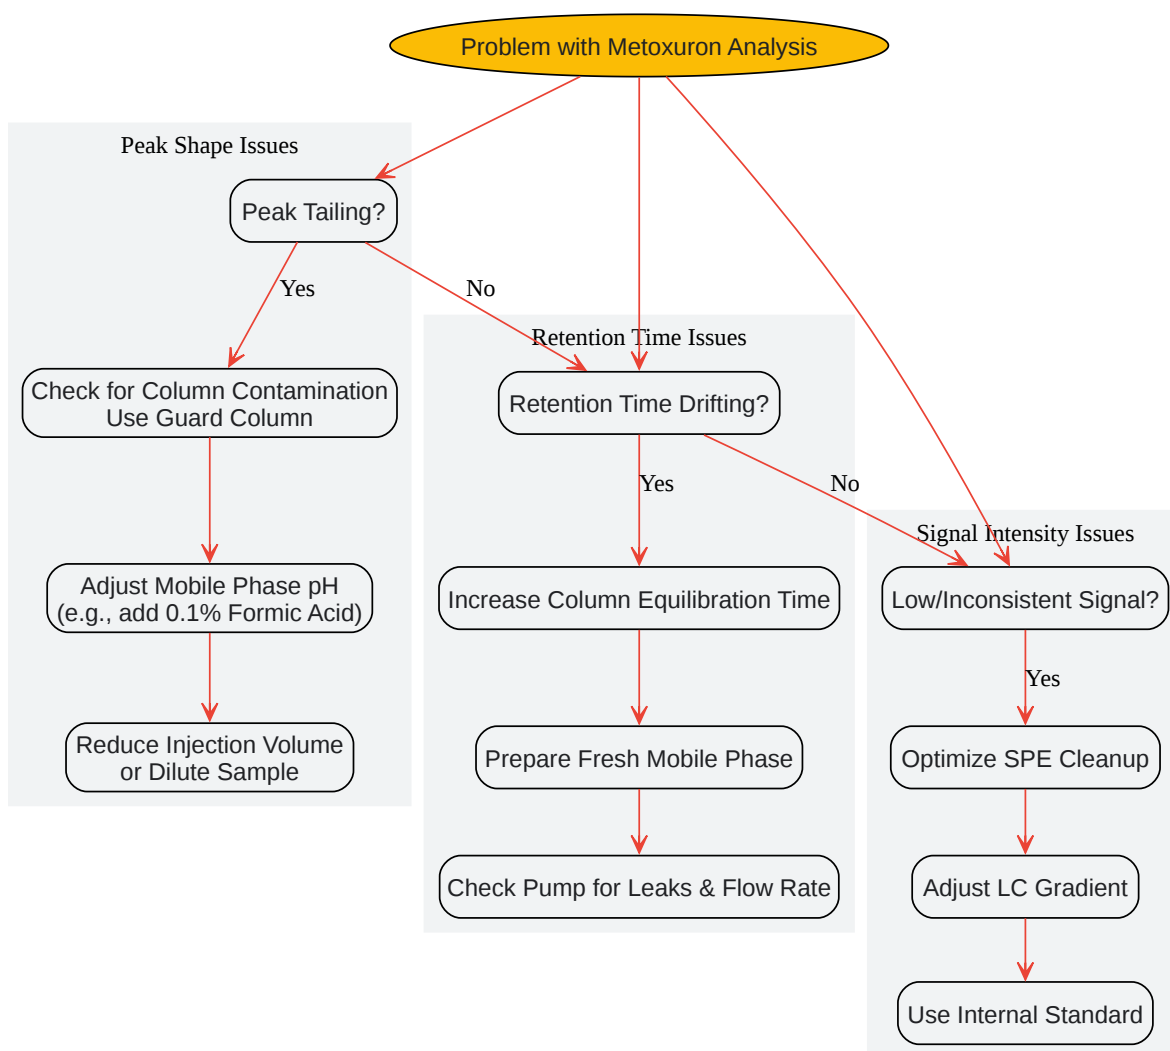 Problem with Metoxuron Analysis
Peak Shape Issues
Peak Tailing?
Yes
No
Check for Column Contamination
Use Guard Column
Adjust Mobile Phase pH
(e.g., add 0.1% Formic Acid)
Reduce Injection Volume
or Dilute Sample
Retention Time Issues
Retention Time Drifting?
Yes
No
Increase Column Equilibration Time
Prepare Fresh Mobile Phase
Check Pump for Leaks & Flow Rate
Signal Intensity Issues
Low/Inconsistent Signal?
Yes
Optimize SPE Cleanup
Adjust LC Gradient
Use Internal Standard